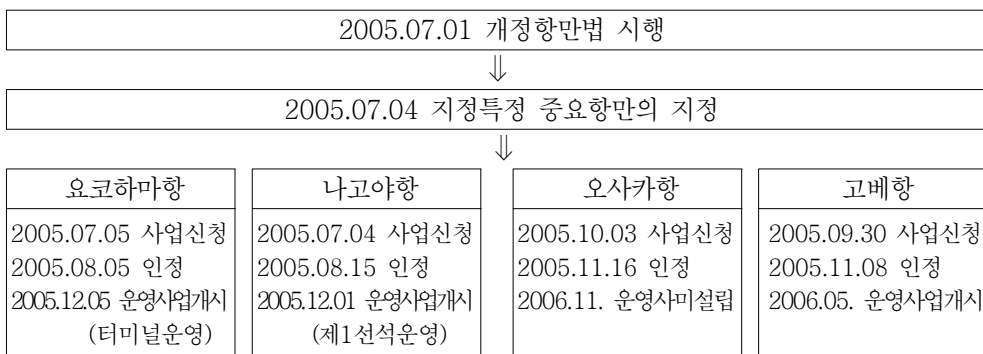 2005.07.01 개정항만법 시행
⇓
2005.07.04 지정특정 중요항만의 지정
⇓
요코하마항
2005.07.05 사업신청
2005.08.05 인정
2005.12.05 운영사업개시
(터미널운영)
나고야항
2005.07.04 사업신청
2005.08.15 인정
2005.12.01 운영사업개시
(제1선석운영)
오사카항
2005.10.03 사업신청
2005.11.16 인정
2006.11. 운영사미설립
고베항
2005.09.30 사업신청
2005.11.08 인정
2006.05. 운영사업개시